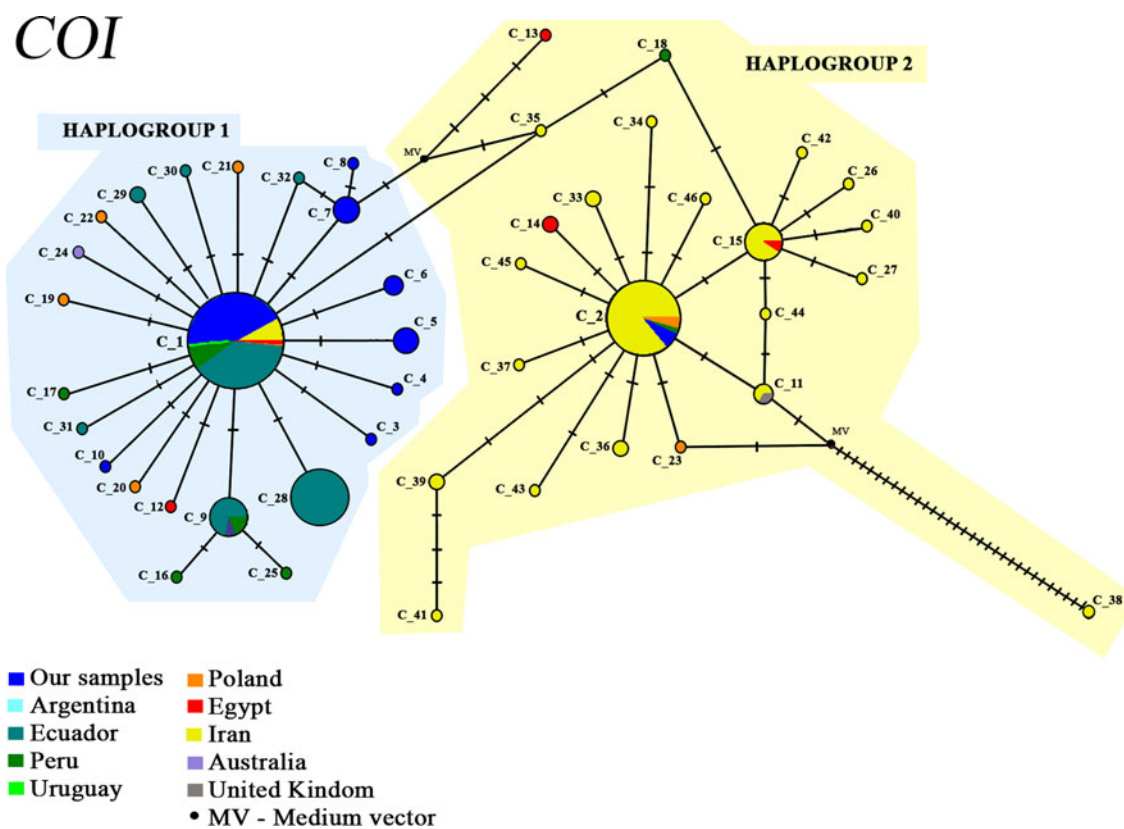 COI
C_13
C_18
HAPLOGROUP 2
C_35
C_34
HAPLOGROUP 1
MV
C_42
C_30
C_21
C_8
C_32
C_26
C_29
C_33
C_46
C_7
C_22
C_14
C_40
C_15
C_24
C_45
C_27
C_6
C_19
C_5
C_44
C_2
C_1
C_37
C_4
C_11
C_17
C_3
C_31
MV
C_10
C_36
C_23
C_20
C_28
C_39
C_43
C_12
C_9
C_16
C_25
C_38
C_41
Our samples
Argentina
Ecuador
Peru
Uruguay
Poland
Egypt
Iran
Australia
United Kindom
MV - Medium vector